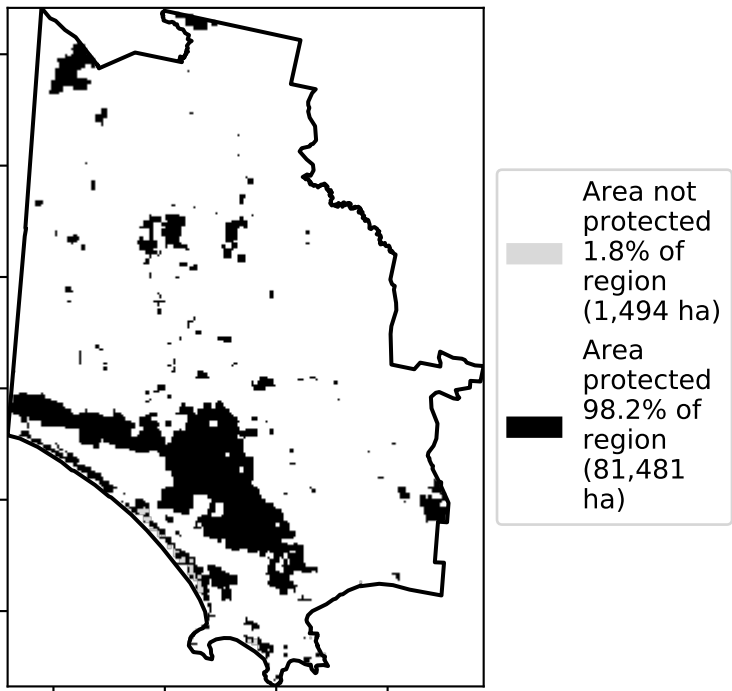 Area not
protected
1.8% of
region
(1,494 ha)
Area
protected
98.2% of
region
(81,481
ha)